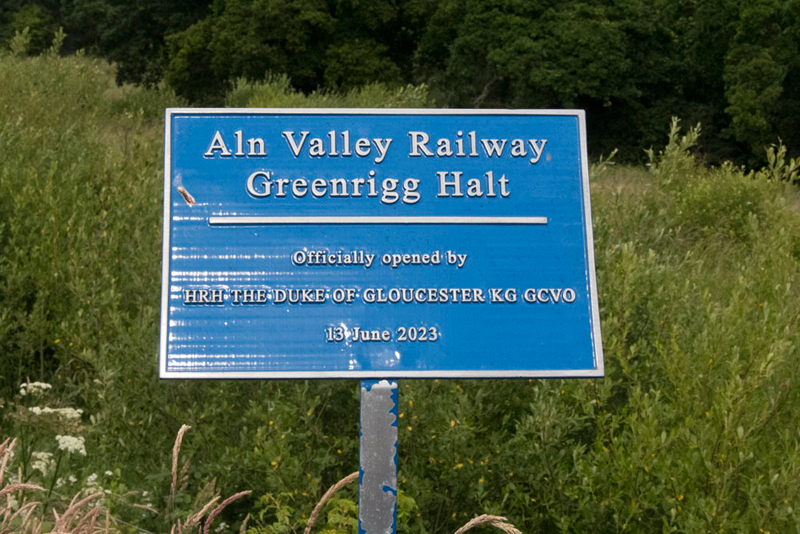 Aln Valley Railway
Greenrigg Halt
Officially opened by
HRH THE DUKE OF GLOUCESTER KG GCVO
13 June 2023